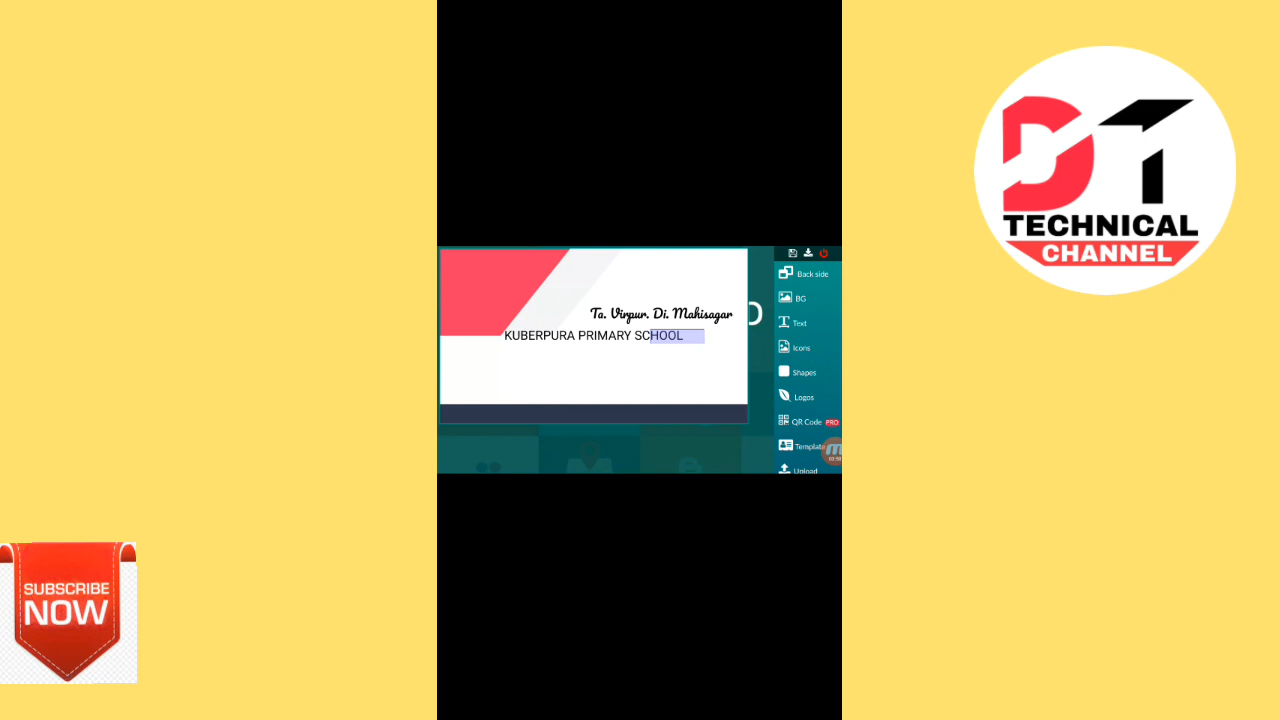 DT
TECHNICAL
CHANNEL
Ta. Virpur. Di. Mahisagar
KUBERPURA PRIMARY SCHOOL
Back side
BG
Text
Icons
Shapes
Logos
QR Code PRO
Template
Upload
SUBSCRIBE
NOW